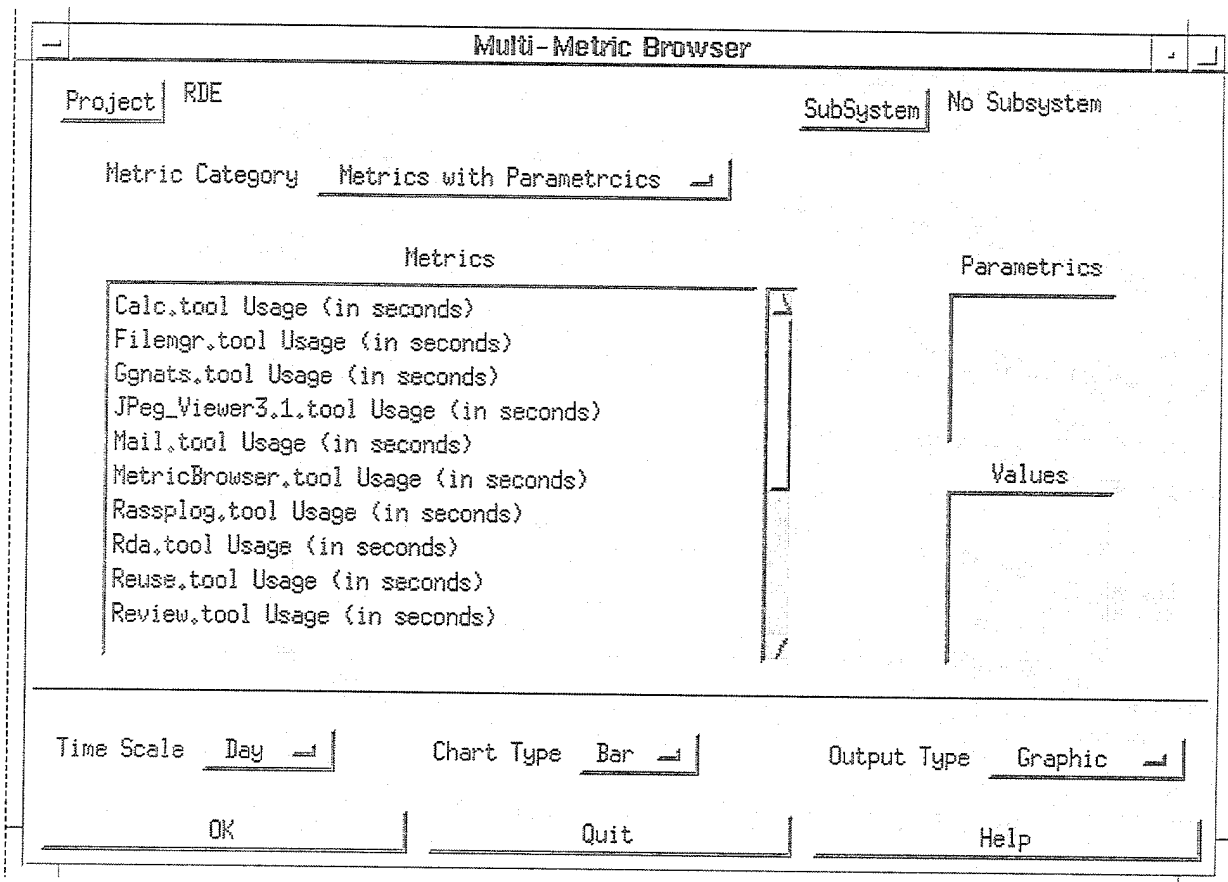 Multi-Metric Browser
Project RDE
SubSystem No Subsystem
Metric Category Metrics with Parametrcics
Metrics
Calc.tool Usage (in seconds)
Filemgr.tool Usage (in seconds)
Ggnats.tool Usage (in seconds)
JPeg_Viewer3.1.tool Usage (in seconds)
Mail.tool Usage (in seconds)
MetricBrowser.tool Usage (in seconds)
Rassplog.tool Usage (in seconds)
Rda.tool Usage (in seconds)
Reuse.tool Usage (in seconds)
Review.tool Usage (in seconds)
Parametrics
Values
Time Scale Day
Chart Type Bar
Output Type Graphic
OK
Quit
Help